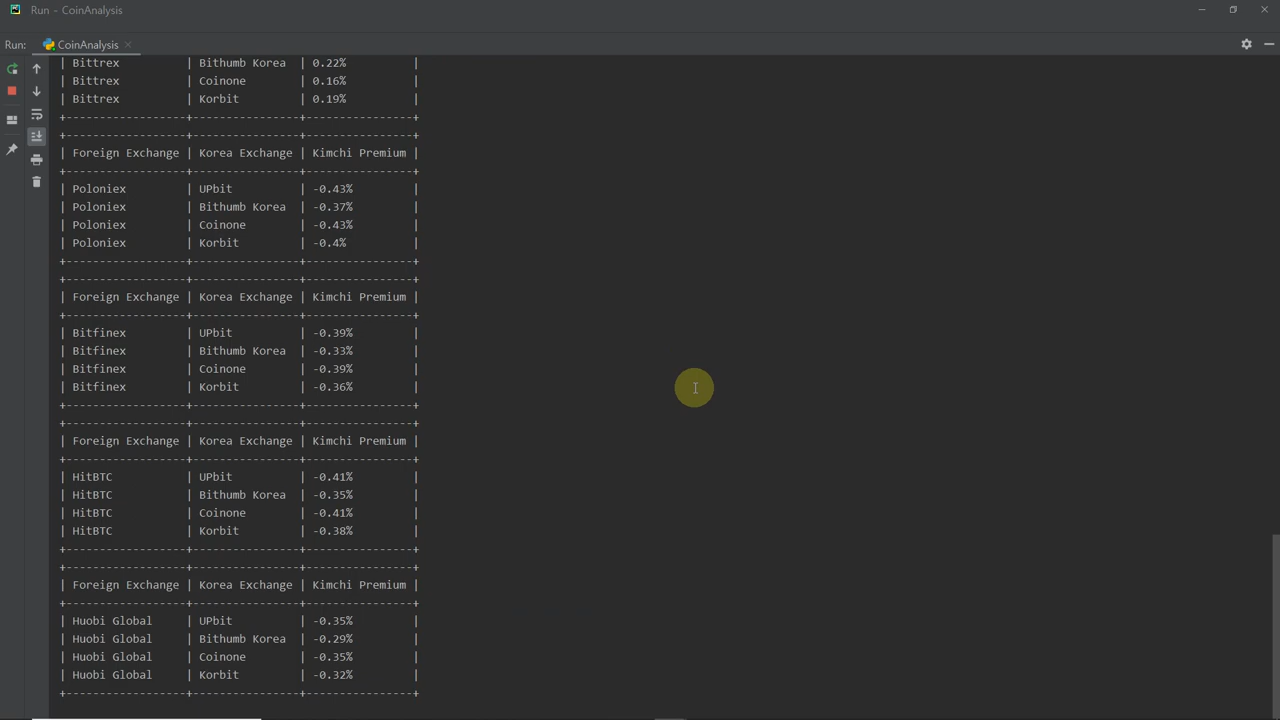 Run - CoinAnalysis
Run: CoinAnalysis
| Bittrex | Bithumb Korea | 0.22% |
| Bittrex | Coinone | 0.16% |
| Bittrex | Korbit | 0.19% |
+------------------+----------------+----------------+
+------------------+----------------+----------------+
| Foreign Exchange | Korea Exchange | Kimchi Premium |
+------------------+----------------+----------------+
| Poloniex | UPbit | -0.43% |
| Poloniex | Bithumb Korea | -0.37% |
| Poloniex | Coinone | -0.43% |
| Poloniex | Korbit | -0.4% |
+------------------+----------------+----------------+
+------------------+----------------+----------------+
| Foreign Exchange | Korea Exchange | Kimchi Premium |
+------------------+----------------+----------------+
| Bitfinex | UPbit | -0.39% |
| Bitfinex | Bithumb Korea | -0.33% |
| Bitfinex | Coinone | -0.39% |
| Bitfinex | Korbit | -0.36% |
+------------------+----------------+----------------+
+------------------+----------------+----------------+
| Foreign Exchange | Korea Exchange | Kimchi Premium |
+------------------+----------------+----------------+
| HitBTC | UPbit | -0.41% |
| HitBTC | Bithumb Korea | -0.35% |
| HitBTC | Coinone | -0.41% |
| HitBTC | Korbit | -0.38% |
+------------------+----------------+----------------+
+------------------+----------------+----------------+
| Foreign Exchange | Korea Exchange | Kimchi Premium |
+------------------+----------------+----------------+
| Huobi Global | UPbit | -0.35% |
| Huobi Global | Bithumb Korea | -0.29% |
| Huobi Global | Coinone | -0.35% |
| Huobi Global | Korbit | -0.32% |
+------------------+----------------+----------------+